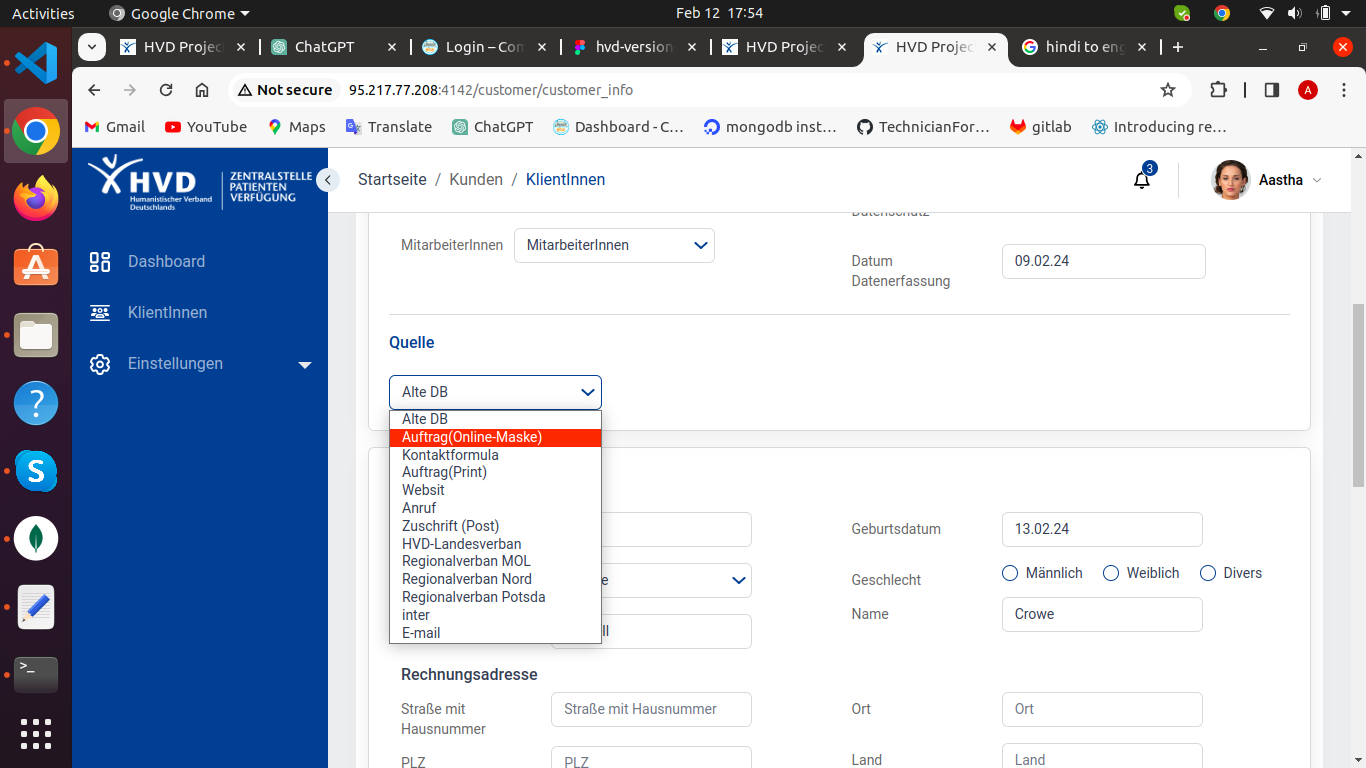 Activities
Google Chrome
Feb 12 17:54
HVD Projec
ChatGPT
Login – Con
hvd-version
HVD Projec
HVD Projec
hindi to eng
Not secure
95.217.77.208:4142/customer/customer_info
A
Gmail
YouTube
Maps
Translate
ChatGPT
Dashboard - C...
mongodb inst...
TechnicianFor...
gitlab
Introducing re...
HVD
Humanistischer Verband
Deutschlands
ZENTRALSTELLE
PATIENTEN
VERFÜGUNG
Startseite / Kunden / KlientInnen
3
Aastha
Dashboard
KlientInnen
Einstellungen
Datenschutz
MitarbeiterInnen
MitarbeiterInnen
Datum
Datenerfassung
09.02.24
Quelle
Alte DB
Alte DB
Auftrag(Online-Maske)
Kontaktformula
Auftrag(Print)
Websit
Anruf
Zuschrift (Post)
HVD-Landesverban
Regionalverban MOL
Regionalverban Nord
Regionalverban Potsda
inter
E-mail
Geburtsdatum
13.02.24
Geschlecht
Männlich
Weiblich
Divers
Name
Crowe
Rechnungsadresse
Straße mit
Hausnummer
Straße mit Hausnummer
Ort
Ort
PLZ
PLZ
Land
Land